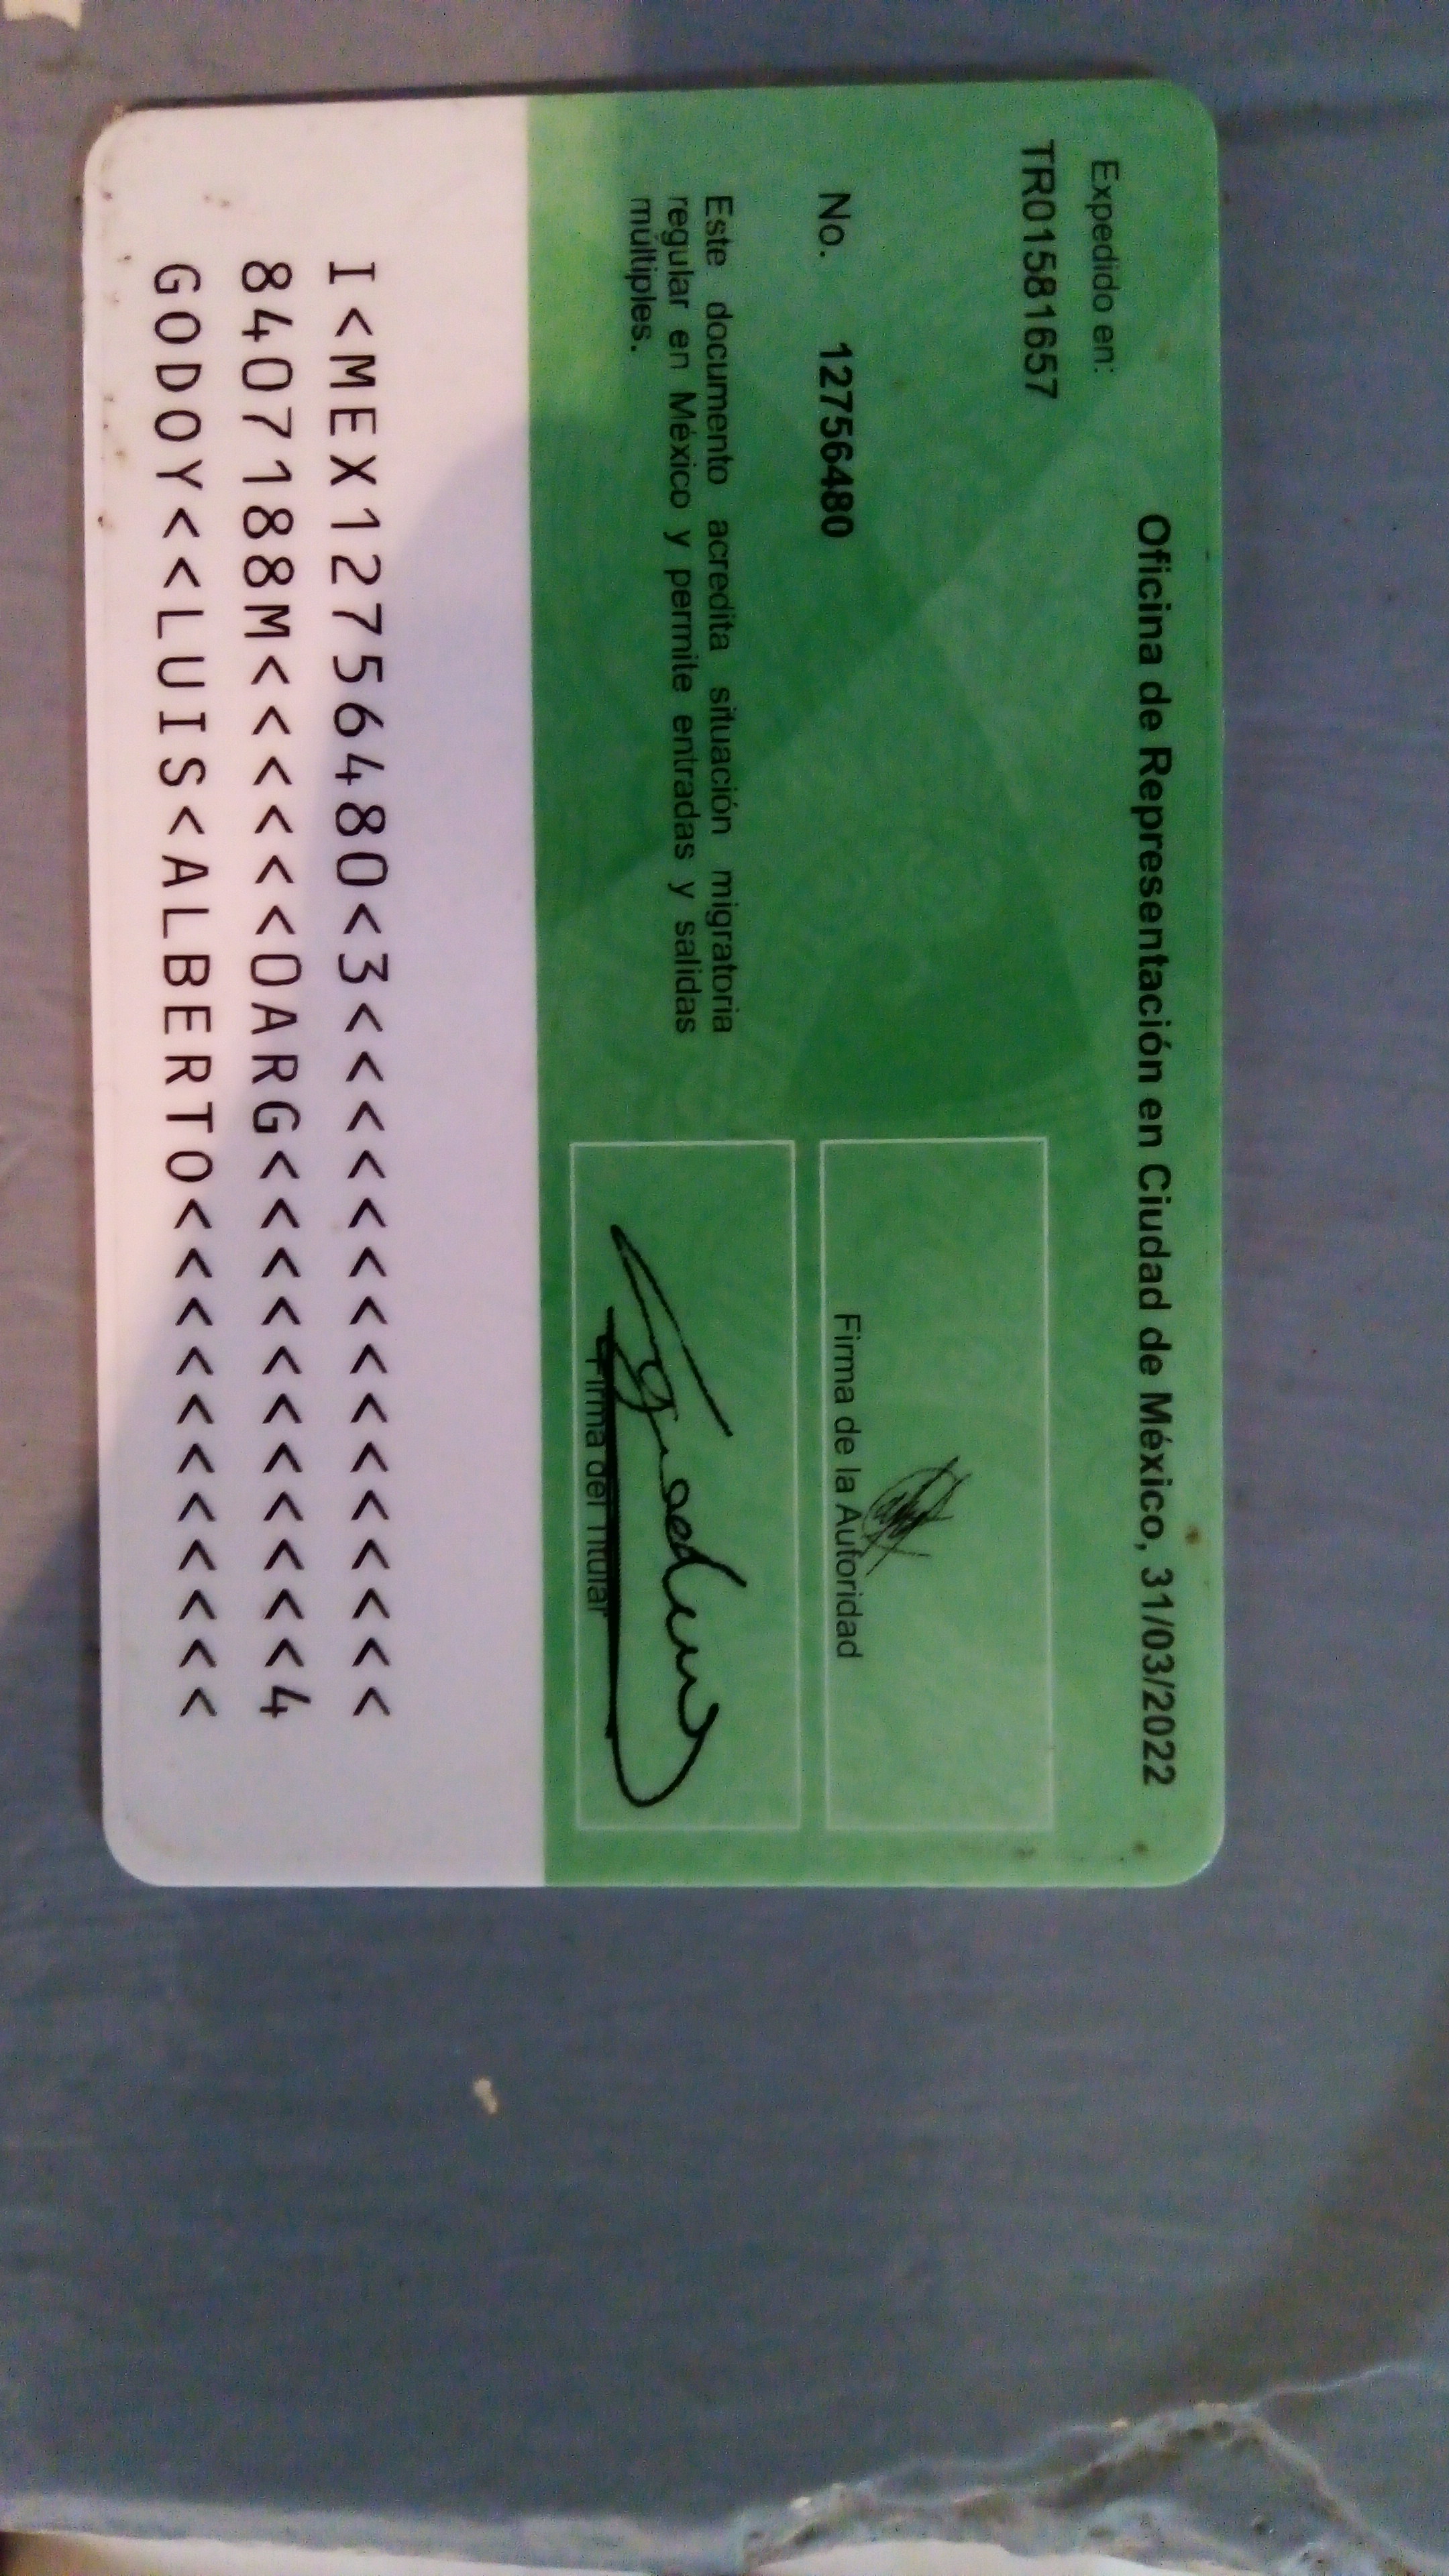 Oficina de Representación en Ciudad de México, 31/03/2022
Expedido en:
TR01581657
No. 12756480
Firma de la Autoridad
Este documento acredita situación migratoria
regular en México y permite entradas y salidas
múltiples.
Firma del Titular
I<MEX12756480<3<<<<<<<<<<<<<<<
8407188M<<<<<<0ARG<<<<<<<<<<<4
GODOY<<LUIS<ALBERTO<<<<<<<<<<<